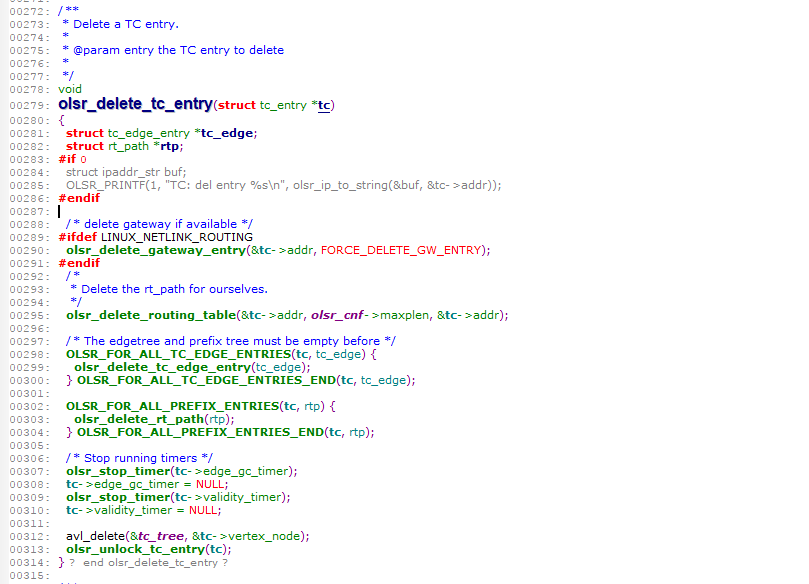 00272: /**
00273:  * Delete a TC entry.
00274:  *
00275:  * @param entry the TC entry to delete
00276:  *
00277:  */
00278: void
00279: olsr_delete_tc_entry(struct tc_entry *tc)
00280: {
00281:   struct tc_edge_entry *tc_edge;
00282:   struct rt_path *rtp;
00283: #if 0
00284:   struct ipaddr_str buf;
00285:   OLSR_PRINTF(1, "TC: del entry %s\n", olsr_ip_to_string(&buf, &tc->addr));
00286: #endif
00287:
00288:   /* delete gateway if available */
00289: #ifdef LINUX_NETLINK_ROUTING
00290:   olsr_delete_gateway_entry(&tc->addr, FORCE_DELETE_GW_ENTRY);
00291: #endif
00292:   /*
00293:    * Delete the rt_path for ourselves.
00294:    */
00295:   olsr_delete_routing_table(&tc->addr, olsr_cnf->maxplen, &tc->addr);
00296:
00297:   /* The edgetree and prefix tree must be empty before */
00298:   OLSR_FOR_ALL_TC_EDGE_ENTRIES(tc, tc_edge) {
00299:     olsr_delete_tc_edge_entry(tc_edge);
00300:   } OLSR_FOR_ALL_TC_EDGE_ENTRIES_END(tc, tc_edge);
00301:
00302:   OLSR_FOR_ALL_PREFIX_ENTRIES(tc, rtp) {
00303:     olsr_delete_rt_path(rtp);
00304:   } OLSR_FOR_ALL_PREFIX_ENTRIES_END(tc, rtp);
00305:
00306:   /* Stop running timers */
00307:   olsr_stop_timer(tc->edge_gc_timer);
00308:   tc->edge_gc_timer = NULL;
00309:   olsr_stop_timer(tc->validity_timer);
00310:   tc->validity_timer = NULL;
00311:
00312:   avl_delete(&tc_tree, &tc->vertex_node);
00313:   olsr_unlock_tc_entry(tc);
00314: } ? end olsr_delete_tc_entry ?
00315: